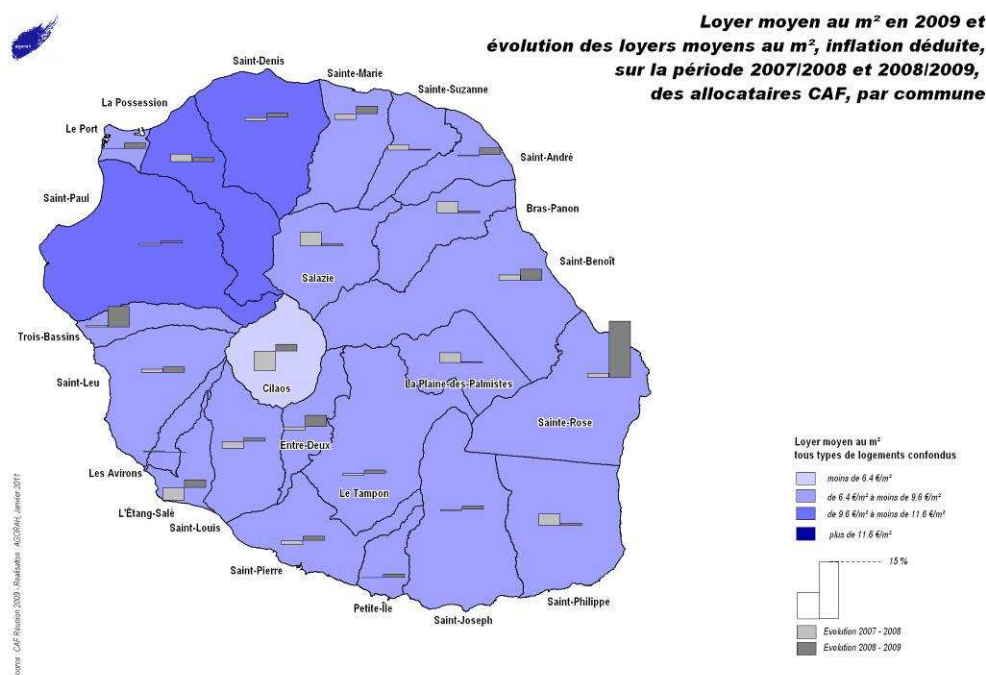 agorah
Loyer moyen au m² en 2009 et
évolution des loyers moyens au m², inflation déduite,
sur la période 2007/2008 et 2008/2009,
des allocataires CAF, par commune
Saint-Denis
Sainte-Marie
Sainte-Suzanne
La Possession
Le Port
Saint-André
Saint-Paul
Bras-Panon
Saint-Benoît
Salazie
Trois-Bassins
Cilaos
La Plaine-des-Palmistes
Saint-Leu
Sainte-Rose
Entre-Deux
Les Avirons
Le Tampon
L'Étang-Salé
Saint-Louis
Saint-Pierre
Petite-Île
Saint-Joseph
Saint-Philippe
Loyer moyen au m²
tous types de logements confondus
moins de 6.4 €/m²
de 6.4 €/m² à moins de 9.6 €/m²
de 9.6 €/m² à moins de 11.6 €/m²
plus de 11.6 €/m²
15 %
Evolution 2007 - 2008
Evolution 2008 - 2009
CAF Réunion 2009 - Réalisation : AGORAH, Janvier 2011